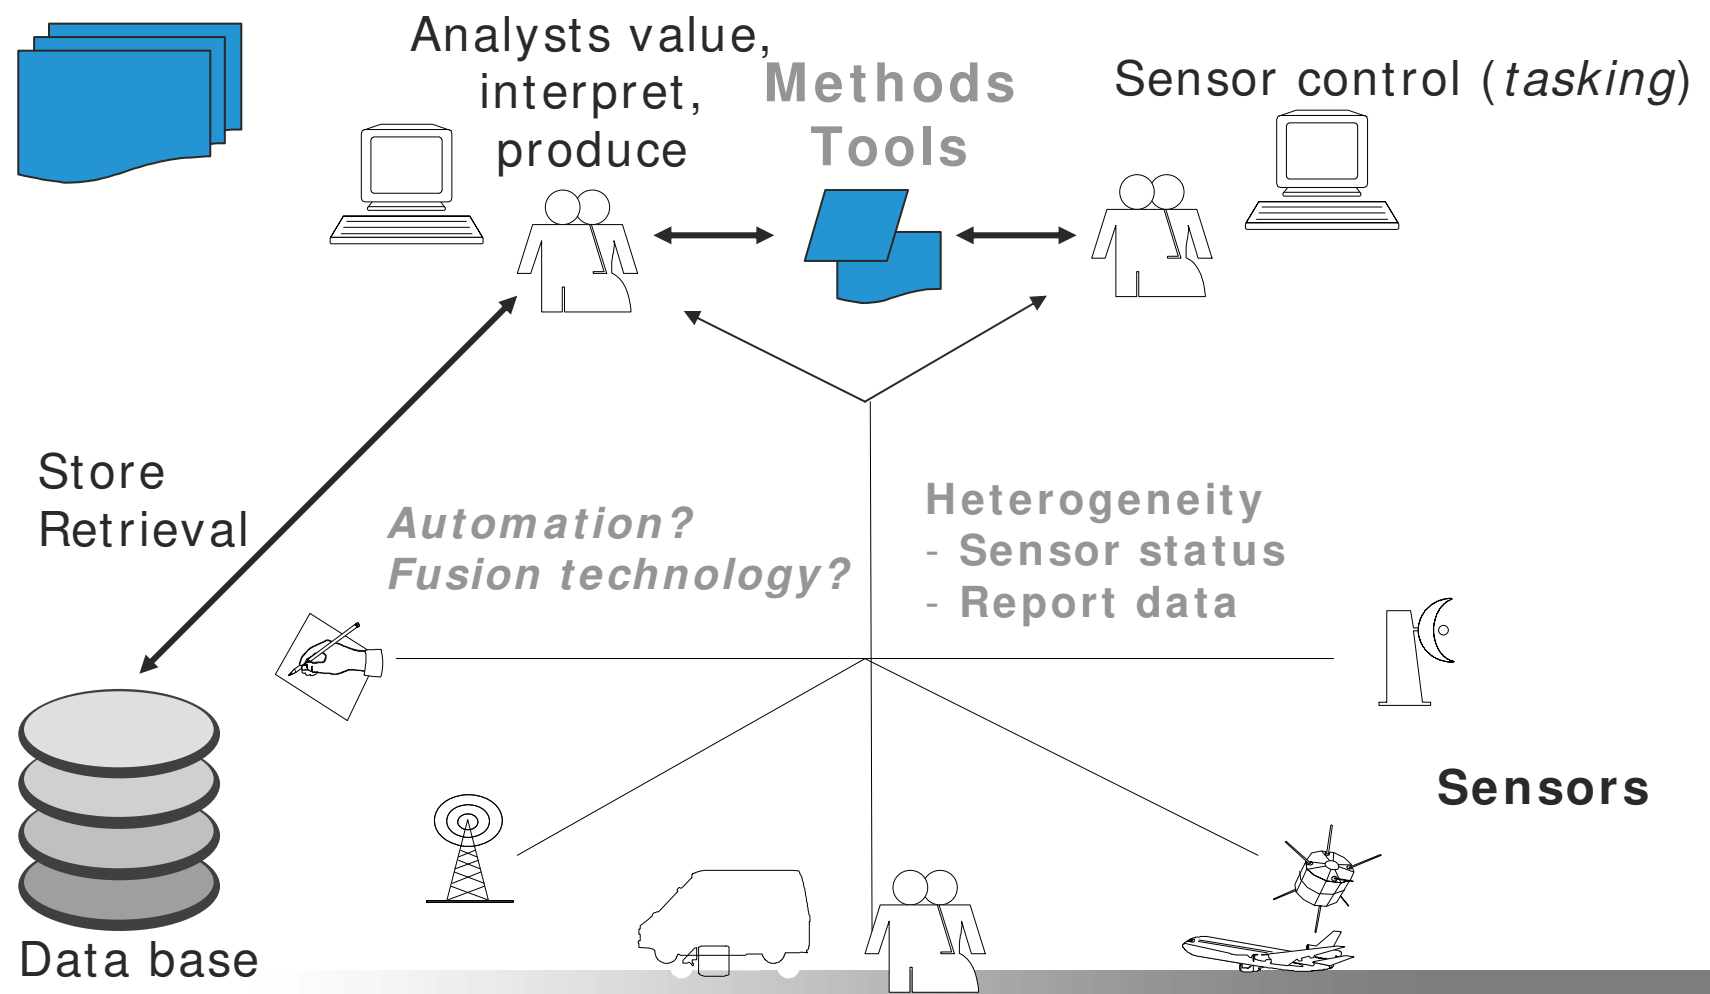 Analysts value,
interpret,
produce
Methods
Tools
Sensor control (tasking)
Store
Retrieval
Automation?
Fusion technology?
Heterogeneity
- Sensor status
- Report data
Sensors
Data base